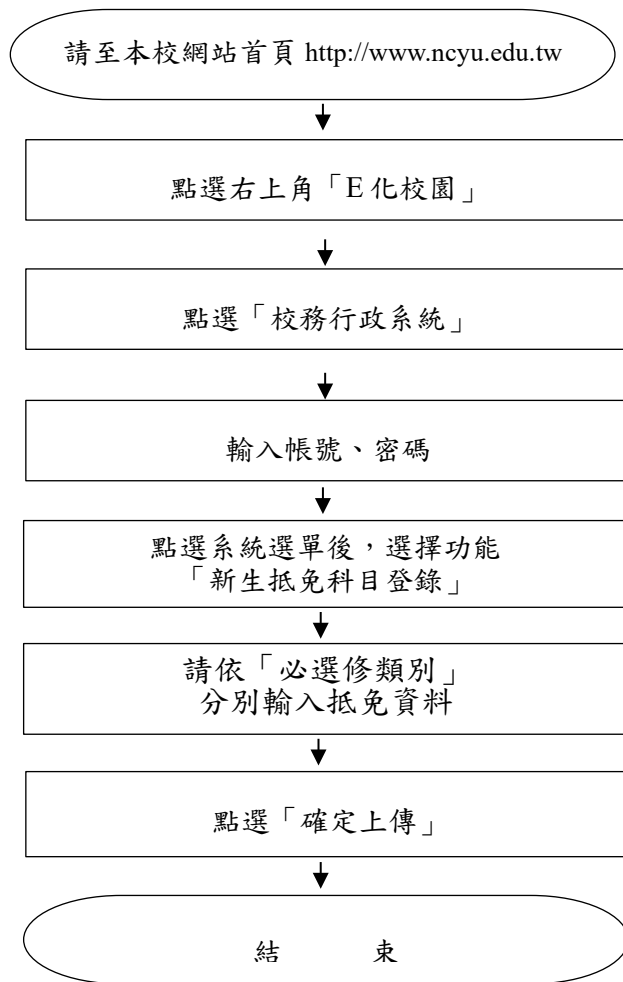 請至本校網站首頁 http://www.ncyu.edu.tw
點選右上角「E化校園」
點選「校務行政系統」
輸入帳號、密碼
點選系統選單後，選擇功能
「新生抵免科目登錄」
請依「必選修類別」
分別輸入抵免資料
點選「確定上傳」
結 束